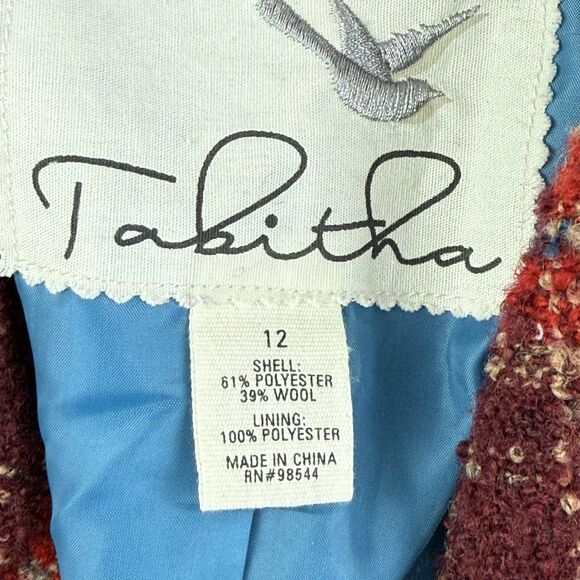 Tabitha
12
SHELL:
61% POLYESTER
39% WOOL
LINING:
100% POLYESTER
MADE IN CHINA
RN#98544